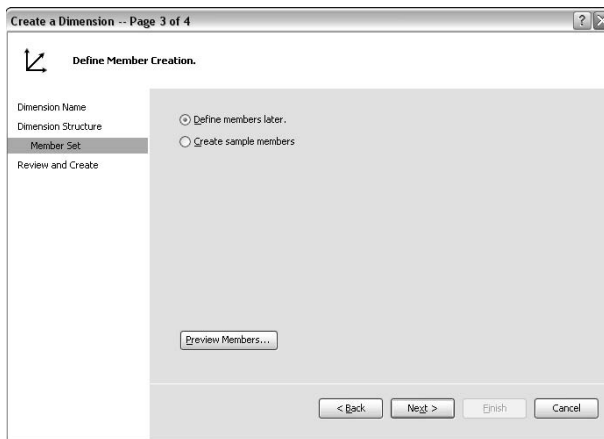 Create a Dimension -- Page 3 of 4
?
Define Member Creation.
Dimension Name
Dimension Structure
Member Set
Review and Create
Define members later.
Create sample members
Preview Members...
< Back
Next >
Finish
Cancel